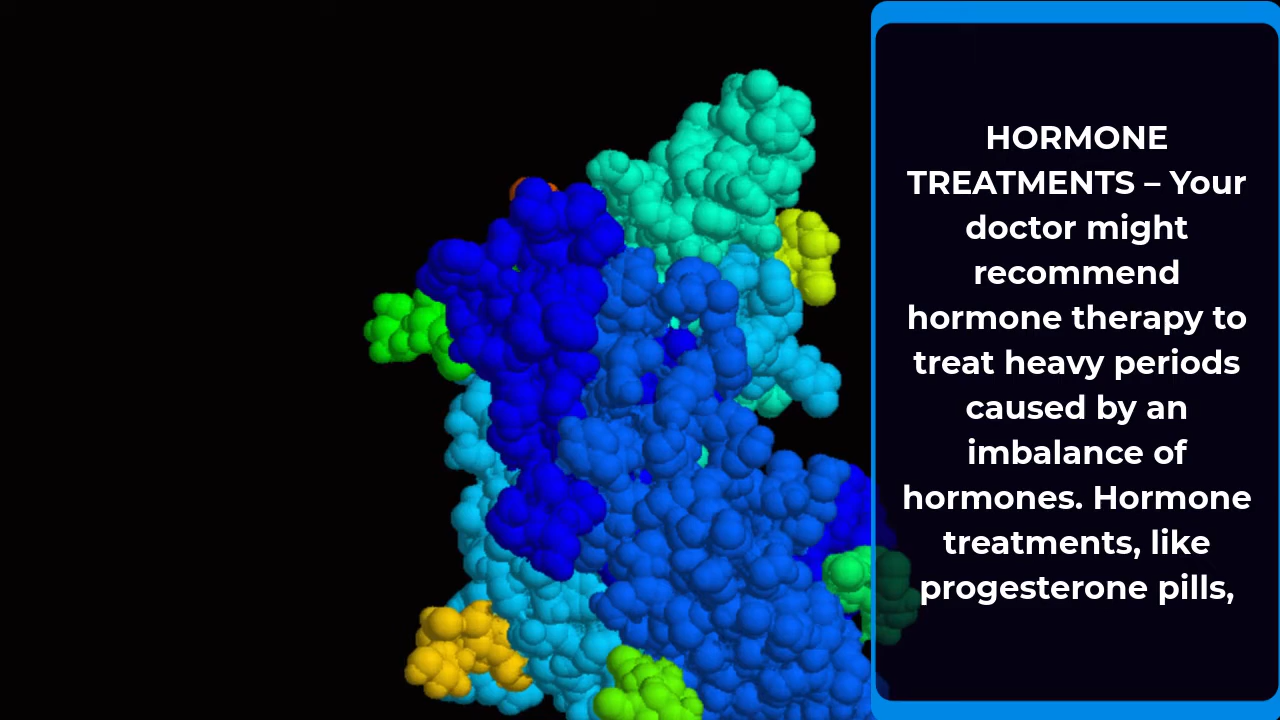 HORMONE
TREATMENTS – Your
doctor might
recommend
hormone therapy to
treat heavy periods
caused by an
imbalance of
hormones. Hormone
treatments, like
progesterone pills,